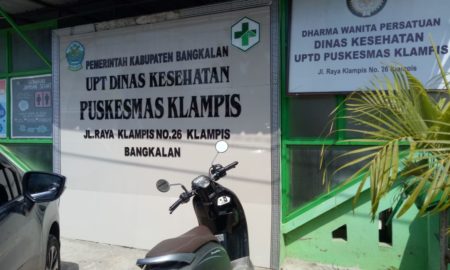 PEMERINTAH KABUPATEN BANGKALAN
UPT DINAS KESEHATAN
PUSKESMAS KLAMPIS
JL.RAYA KLAMPIS NO.26 KLAMPIS
BANGKALAN
DHARMA WANITA PERSATUAN
DINAS KESEHATAN
UPTD PUSKESMAS KLAMPIS
Jl. Raya Klampis No. 26 Klampis